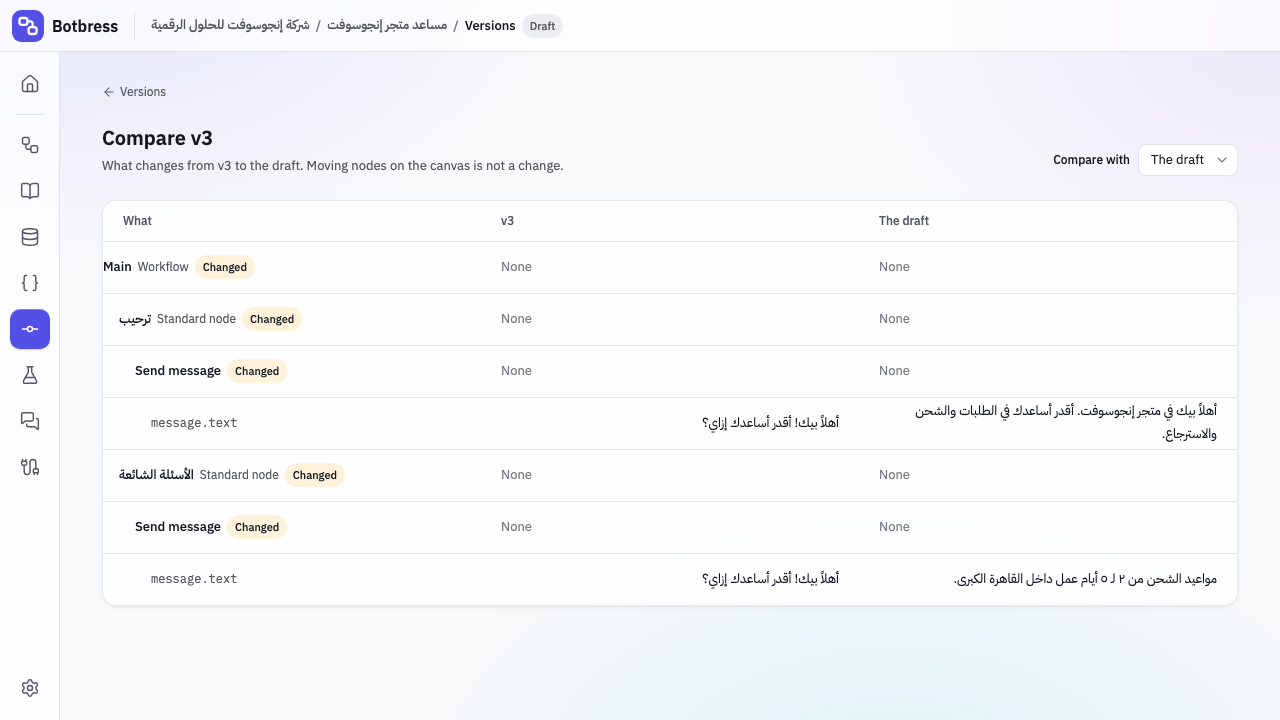 Botbress
شركة إنجوسوفت للحلول الرقمية / مساعد متجر إنجوسوفت / Versions Draft
Versions
Compare v3
What changes from v3 to the draft. Moving nodes on the canvas is not a change.
Compare with The draft
What v3 The draft
Main Workflow Changed None None
ترحيب Standard node Changed None None
Send message Changed None None
message.text أهلاً بيك! أقدر أساعدك إزاي؟ أهلاً بيك في متجر إنجوسوفت. أقدر أساعدك في الطلبات والشحن
والاسترجاع.
الأسئلة الشائعة Standard node Changed None None
Send message Changed None None
message.text أهلاً بيك! أقدر أساعدك إزاي؟ مواعيد الشحن من ٢ لـ ٥ أيام عمل داخل القاهرة الكبرى.